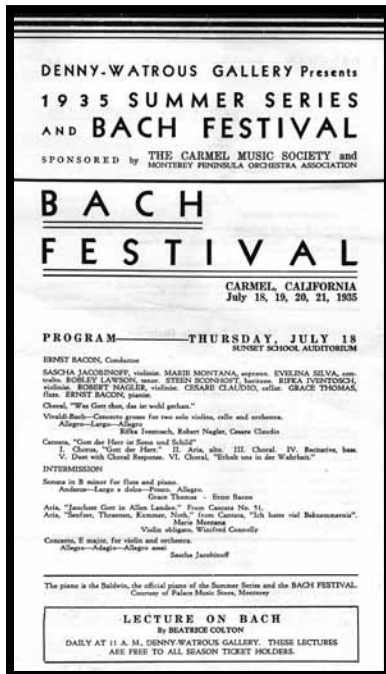 DENNY-WATROUS GALLERY Presents
1935 SUMMER SERIES
AND BACH FESTIVAL
SPONSORED by THE CARMEL MUSIC SOCIETY and
MONTEREY PENINSULA ORCHESTRA ASSOCIATION
BACH
FESTIVAL
CARMEL, CALIFORNIA
July 18, 19, 20, 21, 1935
PROGRAM THURSDAY, JULY 18
SUNSET SCHOOL AUDITORIUM
ERNST BACON, Conductor
SASCHA JACOBINOFF, violinist. MARIE MONTANA, soprano. EVELINA SILVA, con-
tralto. ROBLEY LAWSON, tenor. STEEN SCONHOFT, baritone. RIFKA IVENTOSCH,
violinist. ROBERT NAGLER, violinist. CESARE CLAUDIO, cellist. GRACE THOMAS,
flute. ERNST BACON, pianist.
Choral, "Was Gott thut, das ist wohl gethan."
Vivaldi-Bach—Concerto grosso for two solo violins, cello and orchestra.
Allegro—Largo—Allegro
Rifka Iventosch, Robert Nagler, Cesare Claudio
Cantata, "Gott der Herr ist Sonn und Schild"
I. Chorus, "Gott der Herr." II. Aria, alto. III. Choral. IV. Recitative, bass.
V. Duet with Choral Response. VI. Choral, "Erhalt uns in der Wahrheit."
INTERMISSION
Sonata in B minor for flute and piano.
Andante—Largo e dolce—Presto. Allegro.
Grace Thomas - Ernst Bacon
Aria, "Jauchzet Gott in Allen Landen." From Cantata No. 51.
Aria, "Seufzer, Thraenen, Kummer, Noth," from Cantata, "Ich hatte viel Bekuemmernis".
Marie Montana
Violin obligato, Winifred Connolly
Concerto, E major, for violin and orchestra.
Allegro—Adagio—Allegro assai
Sascha Jacobinoff
The piano is the Baldwin, the official piano of the Summer Series and the BACH FESTIVAL.
Courtesy of Palace Music Store, Monterey
LECTURE ON BACH
By BEATRICE COLTON
DAILY AT 11 A. M., DENNY-WATROUS GALLERY. THESE LECTURES
ARE FREE TO ALL SEASON TICKET HOLDERS.